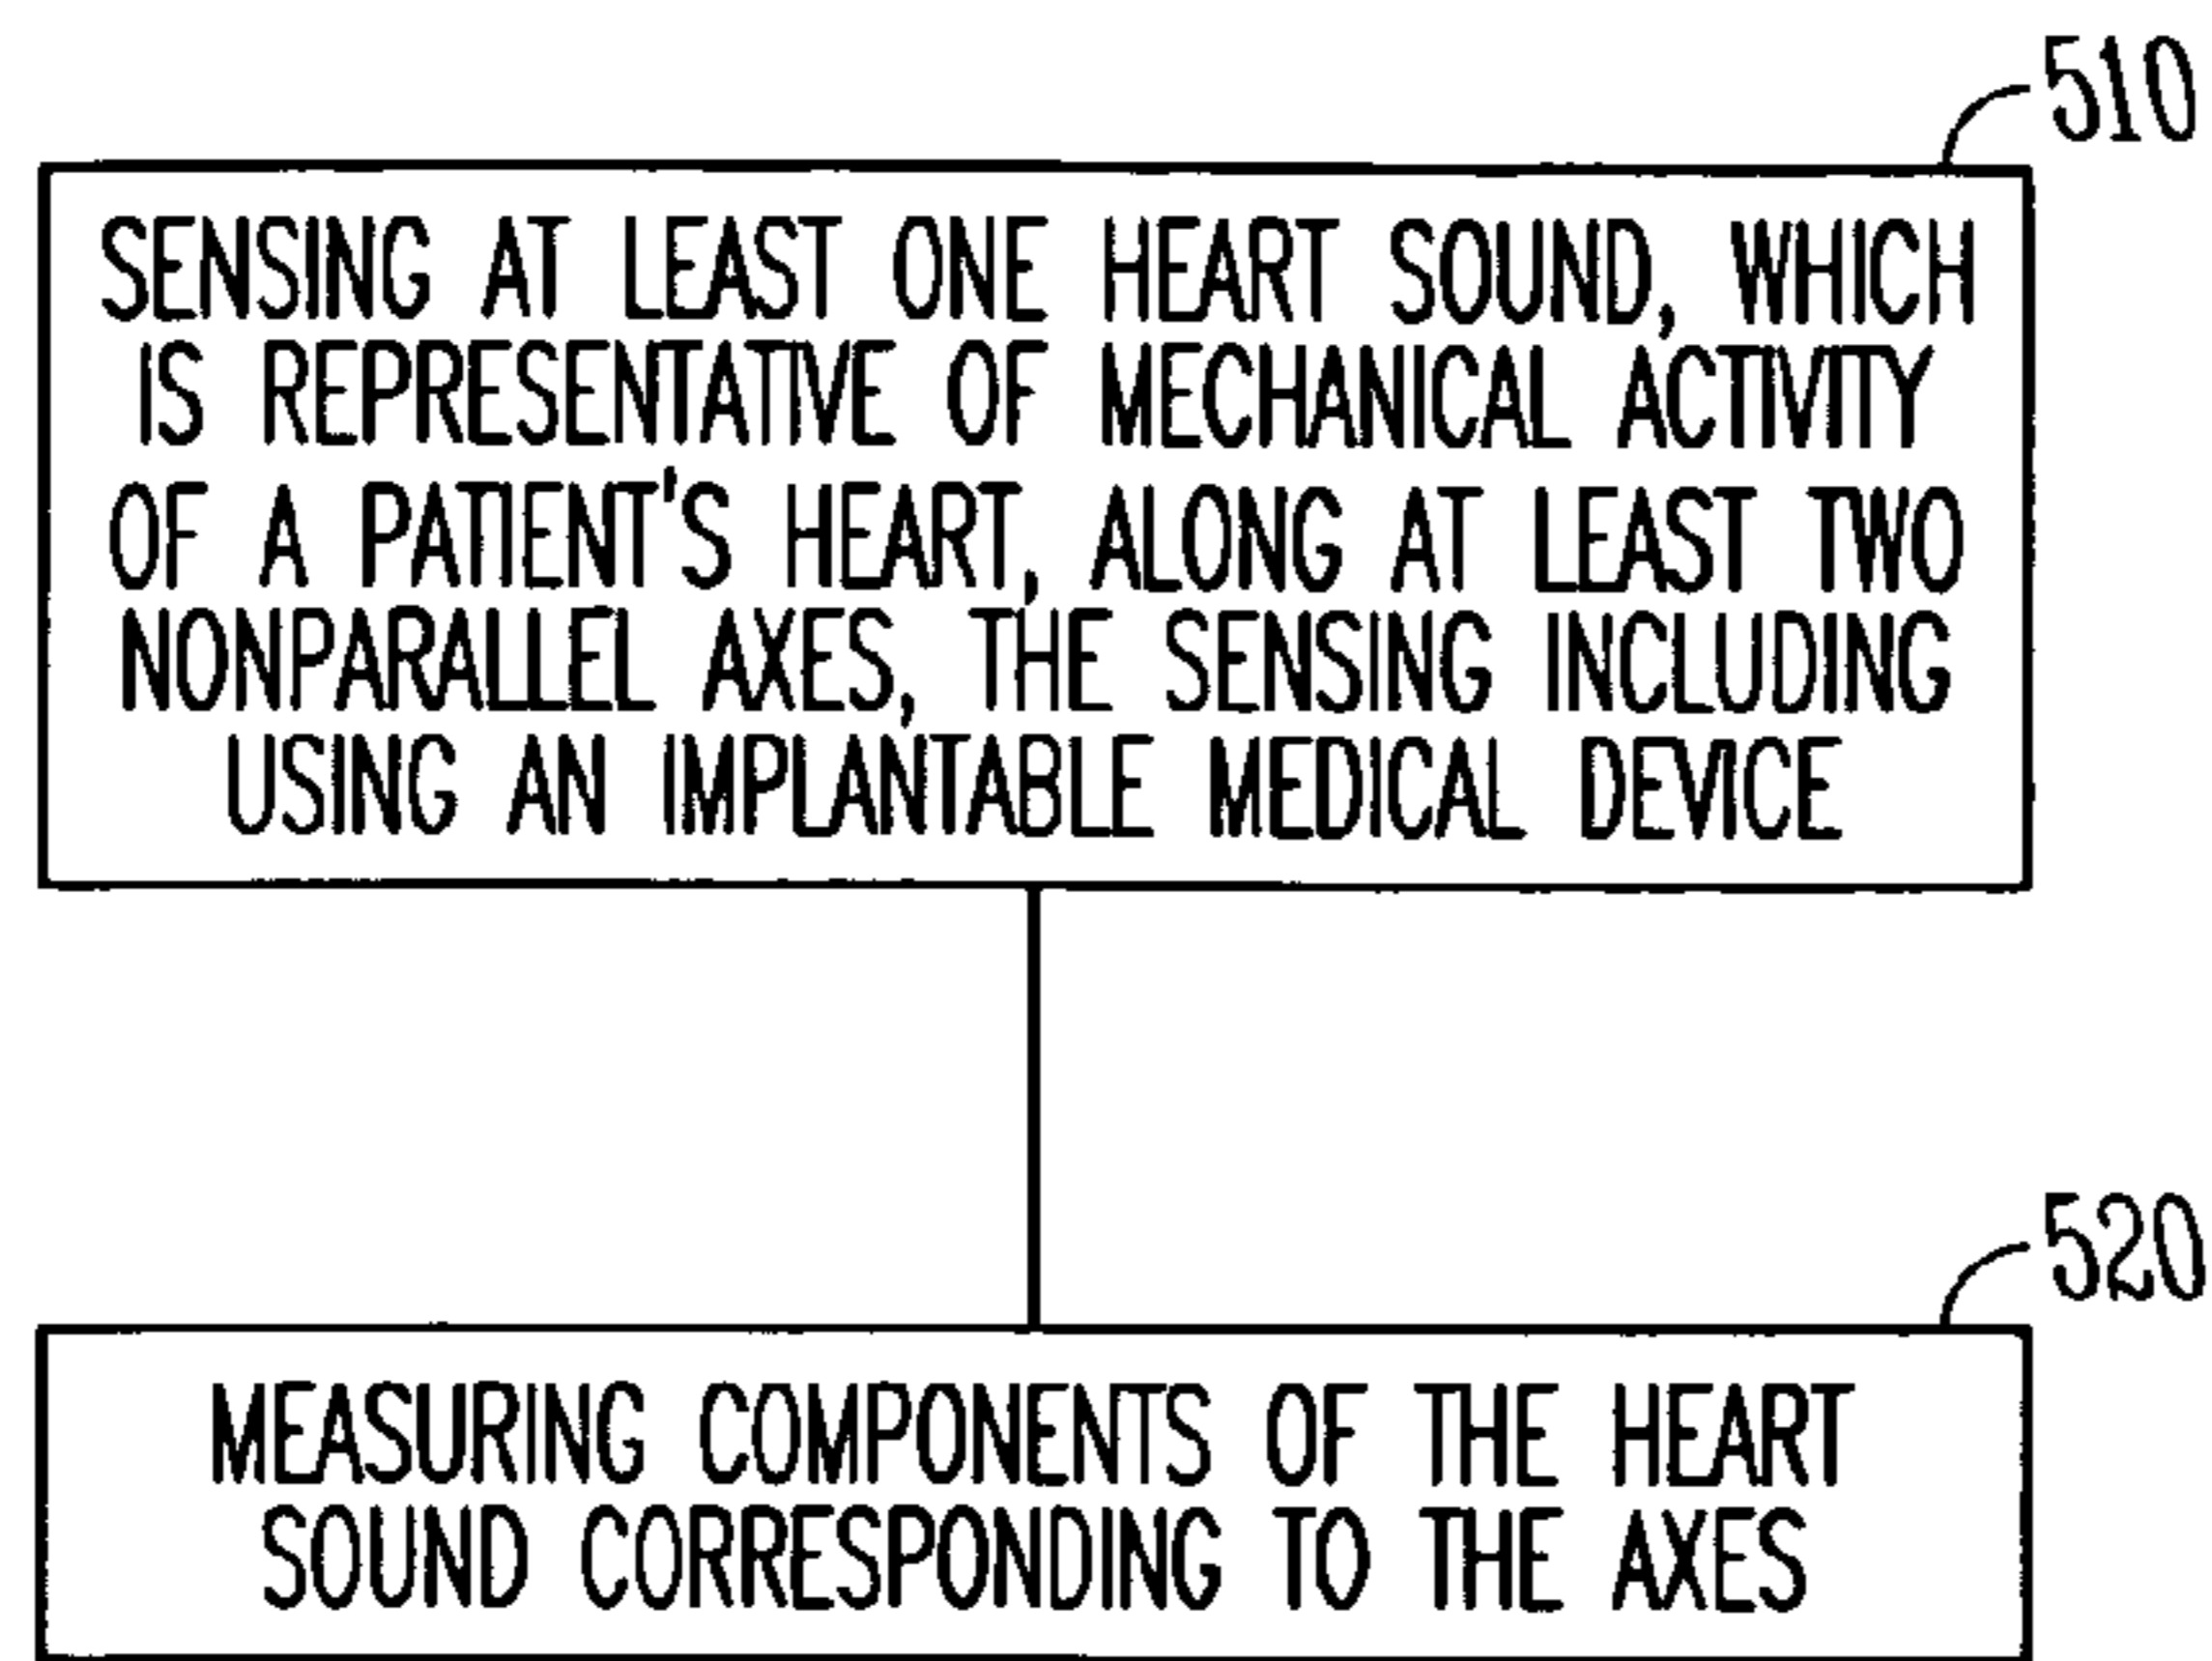 510
SENSING AT LEAST ONE HEART SOUND, WHICH
IS REPRESENTATIVE OF MECHANICAL ACTIVITY
OF A PATIENT'S HEART, ALONG AT LEAST TWO
NONPARALLEL AXES, THE SENSING INCLUDING
USING AN IMPLANTABLE MEDICAL DEVICE
520
MEASURING COMPONENTS OF THE HEART
SOUND CORRESPONDING TO THE AXES